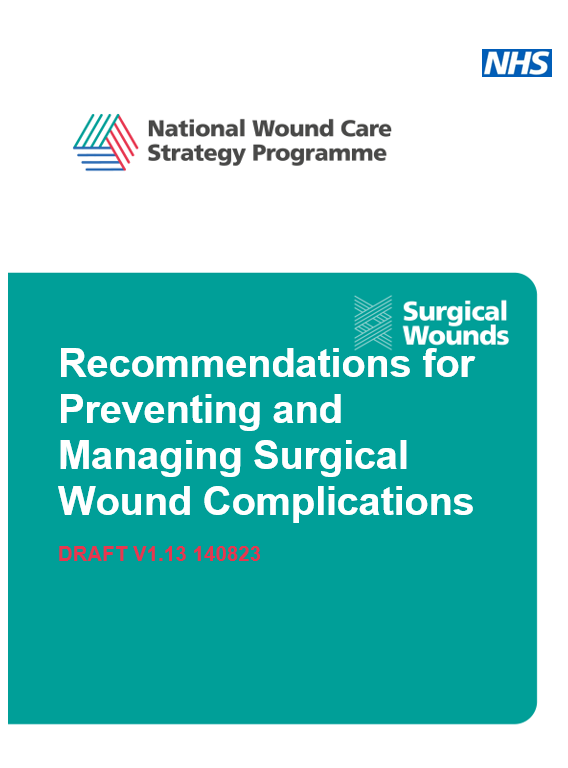 NHS
National Wound Care
Strategy Programme
Surgical
Wounds
Recommendations for
Preventing and
Managing Surgical
Wound Complications
DRAFT V1.13 140823